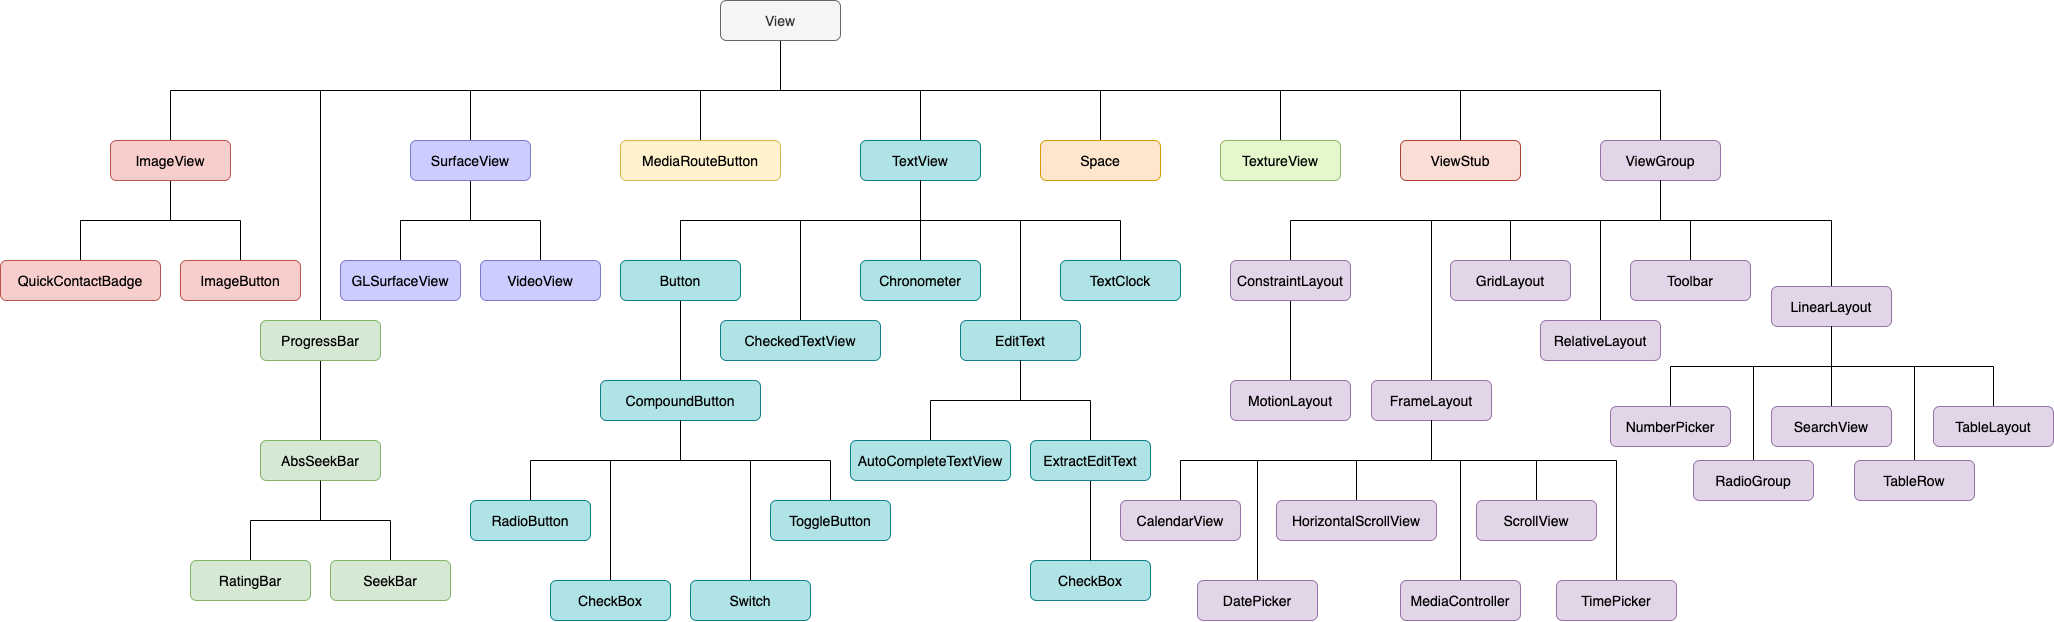 View
ImageView
SurfaceView
MediaRouteButton
TextView
Space
TextureView
ViewStub
ViewGroup
QuickContactBadge
ImageButton
GLSurfaceView
VideoView
Button
Chronometer
TextClock
ConstraintLayout
GridLayout
Toolbar
LinearLayout
ProgressBar
CheckedTextView
EditText
RelativeLayout
CompoundButton
MotionLayout
FrameLayout
NumberPicker
SearchView
TableLayout
AbsSeekBar
AutoCompleteTextView
ExtractEditText
RadioGroup
TableRow
RadioButton
ToggleButton
CalendarView
HorizontalScrollView
ScrollView
RatingBar
SeekBar
CheckBox
Switch
CheckBox
DatePicker
MediaController
TimePicker